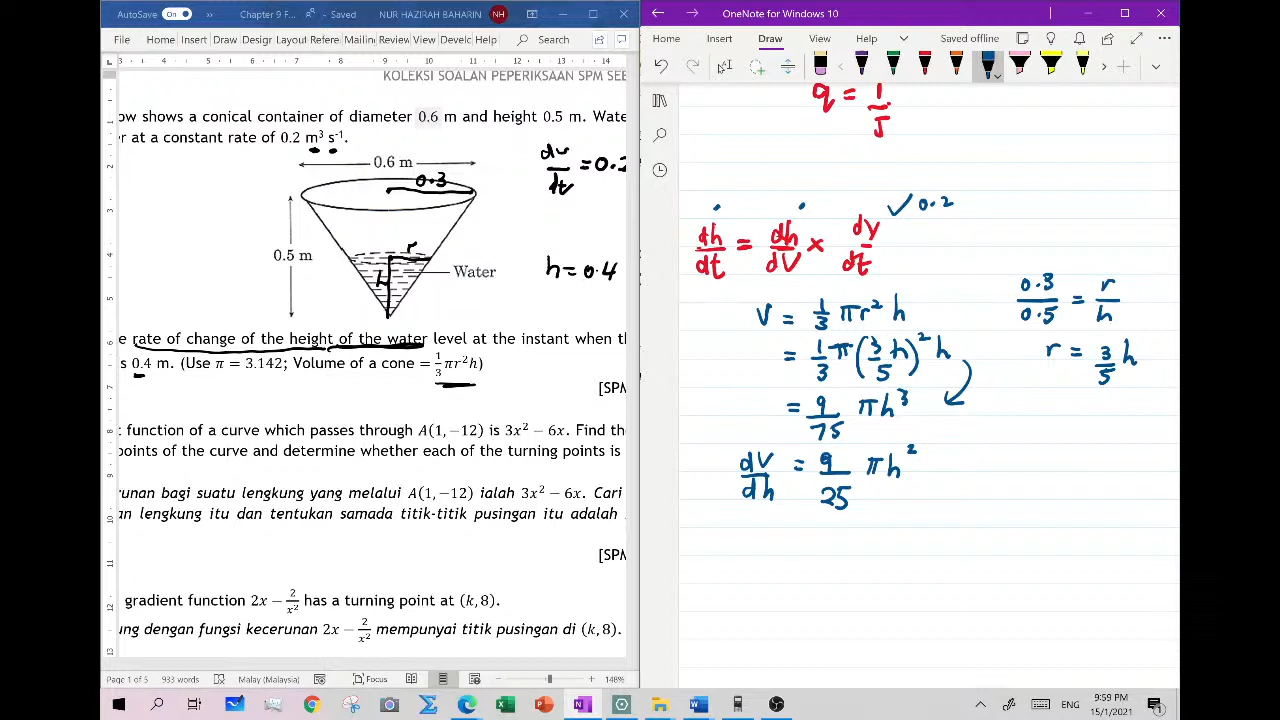 AutoSave On Chapter 9 F... - Saved NUR HAZIRAH BAHARIN NH
File Home Insert Draw Design Layout Refere Mailin Review View Develc Help Search
KOLEKSI SOALAN PEPERIKSAAN SPM SEE
ow shows a conical container of diameter 0.6 m and height 0.5 m. Wate
r at a constant rate of 0.2 m³ s⁻¹.
0.6 m
0.3
dv/dt = 0.2
0.5 m
r
h
Water
h = 0.4
e rate of change of the height of the water level at the instant when th
s 0.4 m. (Use π = 3.142; Volume of a cone = 1/3 πr²h)
[SPM
t function of a curve which passes through A(1, −12) is 3x² − 6x. Find the
points of the curve and determine whether each of the turning points is
runan bagi suatu lengkung yang melalui A(1, −12) ialah 3x² − 6x. Cari
an lengkung itu dan tentukan samada titik-titik pusingan itu adalah
[SPM
gradient function 2x − 2/x² has a turning point at (k, 8).
ung dengan fungsi kecerunan 2x − 2/x² mempunyai titik pusingan di (k, 8).
Page 1 of 5 933 words Malay (Malaysia) Focus 148%
OneNote for Windows 10
Home Insert Draw View Help Saved offline
q = 1/5
dh/dt = dh/dV × dy/dt ✓ 0.2
V = 1/3 πr²h
= 1/3 π(3/5 h)² h
= 9/75 πh³
dV/dh = 9/25 πh²
0.3/0.5 = r/h
r = 3/5 h
9:59 PM
15/1/2021